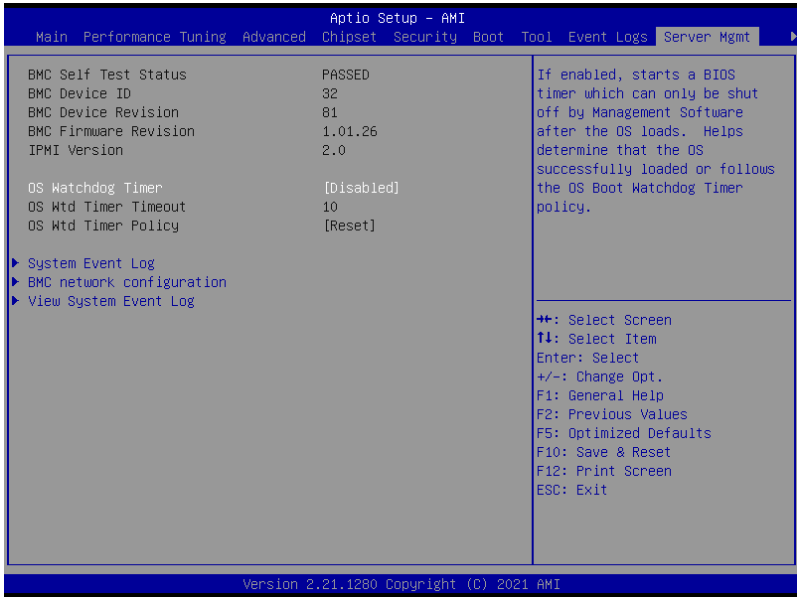 Aptio Setup – AMI
Main Performance Tuning Advanced Chipset Security Boot Tool Event Logs Server Mgmt
BMC Self Test Status PASSED
BMC Device ID 32
BMC Device Revision 81
BMC Firmware Revision 1.01.26
IPMI Version 2.0
OS Watchdog Timer [Disabled]
OS Wtd Timer Timeout 10
OS Wtd Timer Policy [Reset]
System Event Log
BMC network configuration
View System Event Log
If enabled, starts a BIOS
timer which can only be shut
off by Management Software
after the OS loads. Helps
determine that the OS
successfully loaded or follows
the OS Boot Watchdog Timer
policy.
→←: Select Screen
↑↓: Select Item
Enter: Select
+/-: Change Opt.
F1: General Help
F2: Previous Values
F5: Optimized Defaults
F10: Save & Reset
F12: Print Screen
ESC: Exit
Version 2.21.1280 Copyright (C) 2021 AMI